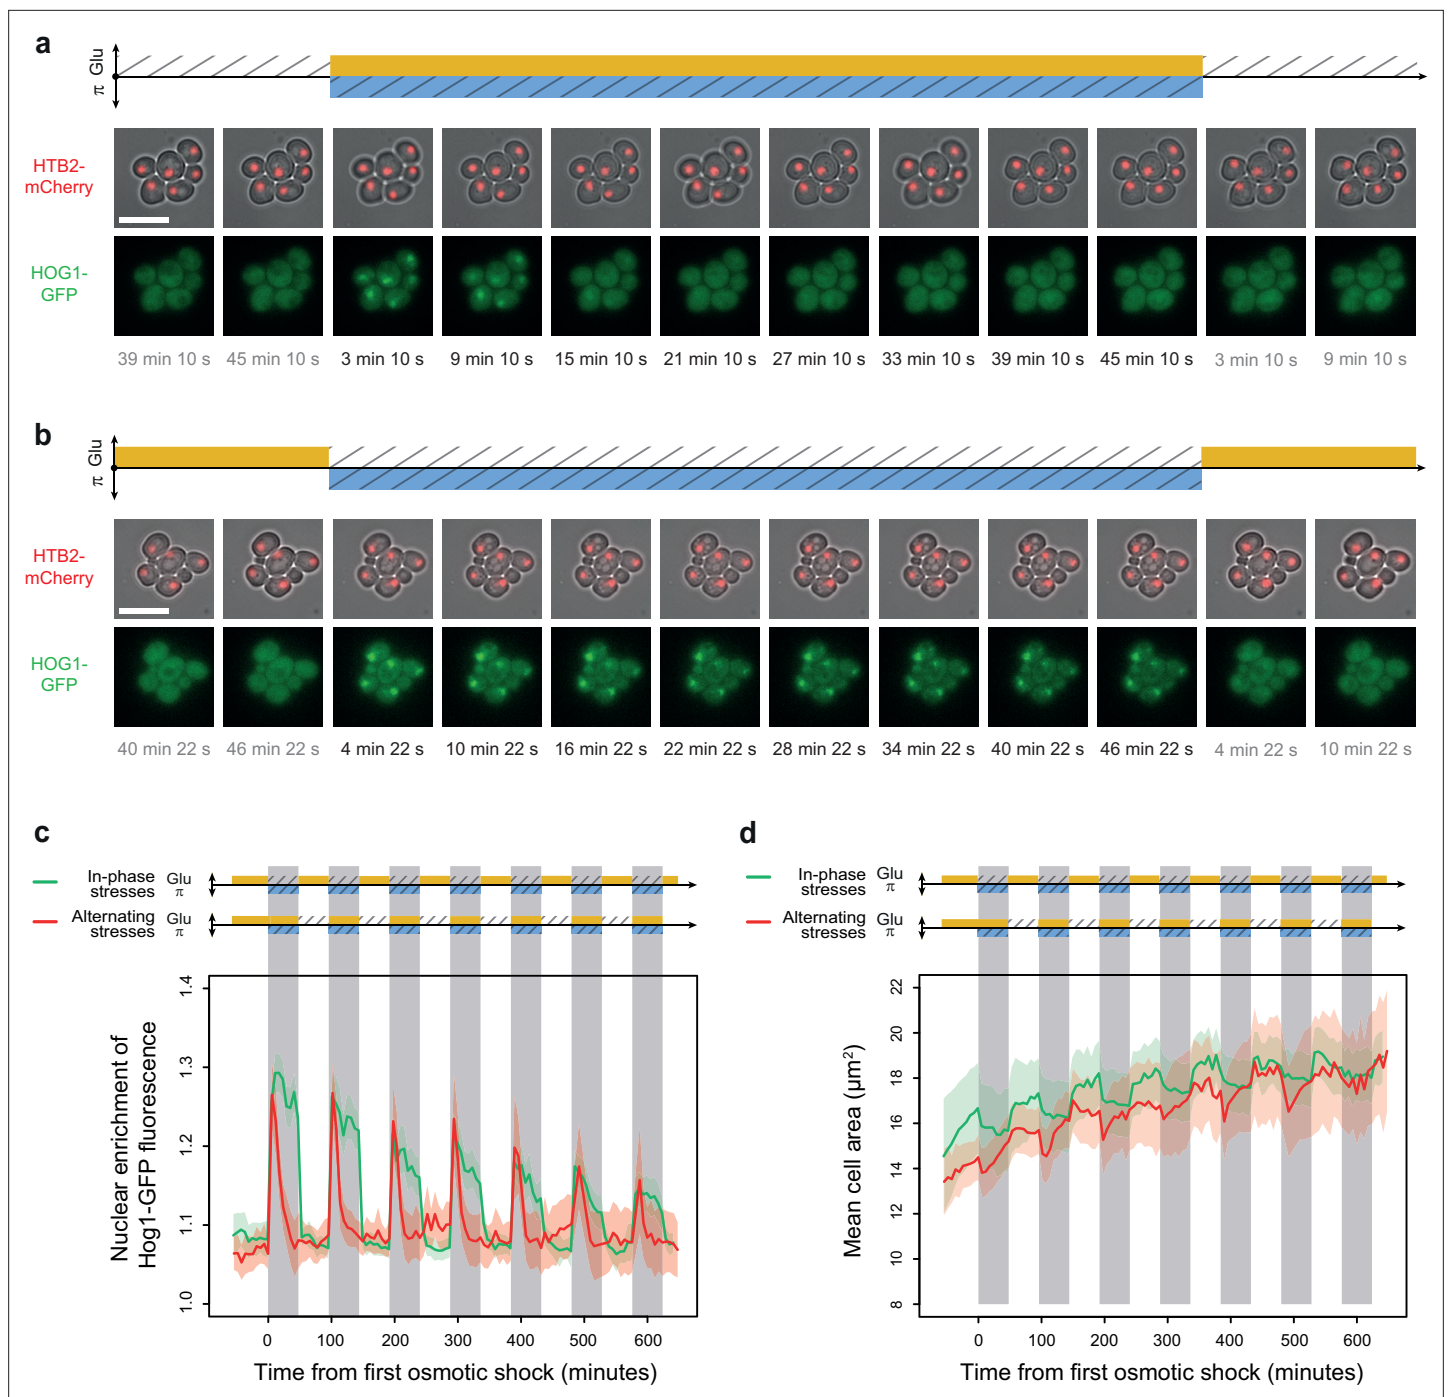 a
Glu
π
HTB2-
mCherry
HOG1-
GFP
39 min 10 s 45 min 10 s 3 min 10 s 9 min 10 s 15 min 10 s 21 min 10 s 27 min 10 s 33 min 10 s 39 min 10 s 45 min 10 s 3 min 10 s 9 min 10 s
b
Glu
π
HTB2-
mCherry
HOG1-
GFP
40 min 22 s 46 min 22 s 4 min 22 s 10 min 22 s 16 min 22 s 22 min 22 s 28 min 22 s 34 min 22 s 40 min 22 s 46 min 22 s 4 min 22 s 10 min 22 s
c
In-phase
stresses
Glu
π
Alternating
stresses
Glu
π
Nuclear enrichment of
Hog1-GFP fluorescence
1.4
1.3
1.2
1.1
1.0
0 100 200 300 400 500 600
Time from first osmotic shock (minutes)
d
In-phase
stresses
Glu
π
Alternating
stresses
Glu
π
Mean cell area (μm²)
22
20
18
16
14
12
10
8
0 100 200 300 400 500 600
Time from first osmotic shock (minutes)